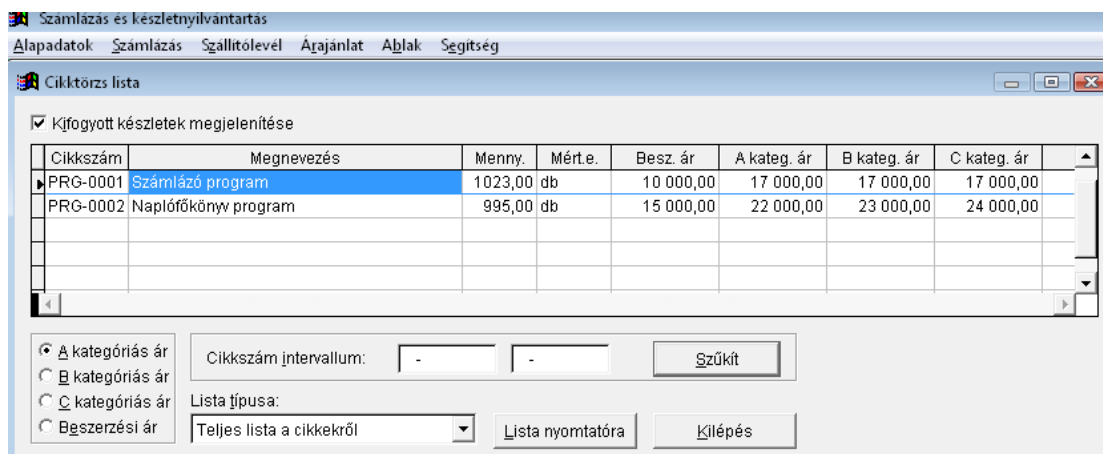 Számlázás és készletnyilvántartás
Alapadatok Számlázás Szállítólevél Árajánlat Ablak Segítség
Cikktörzs lista
Kifogyott készletek megjelenítése
Cikkszám Megnevezés Menny. Mért.e. Besz. ár A kateg. ár B kateg. ár C kateg. ár
PRG-0001 Számlázó program 1023,00 db 10 000,00 17 000,00 17 000,00 17 000,00
PRG-0002 Naplófőkönyv program 995,00 db 15 000,00 22 000,00 23 000,00 24 000,00
A kategóriás ár
B kategóriás ár
C kategóriás ár
Beszerzési ár
Cikkszám intervallum: - - Szűkít
Lista típusa:
Teljes lista a cikkekről Lista nyomtatóra Kilépés